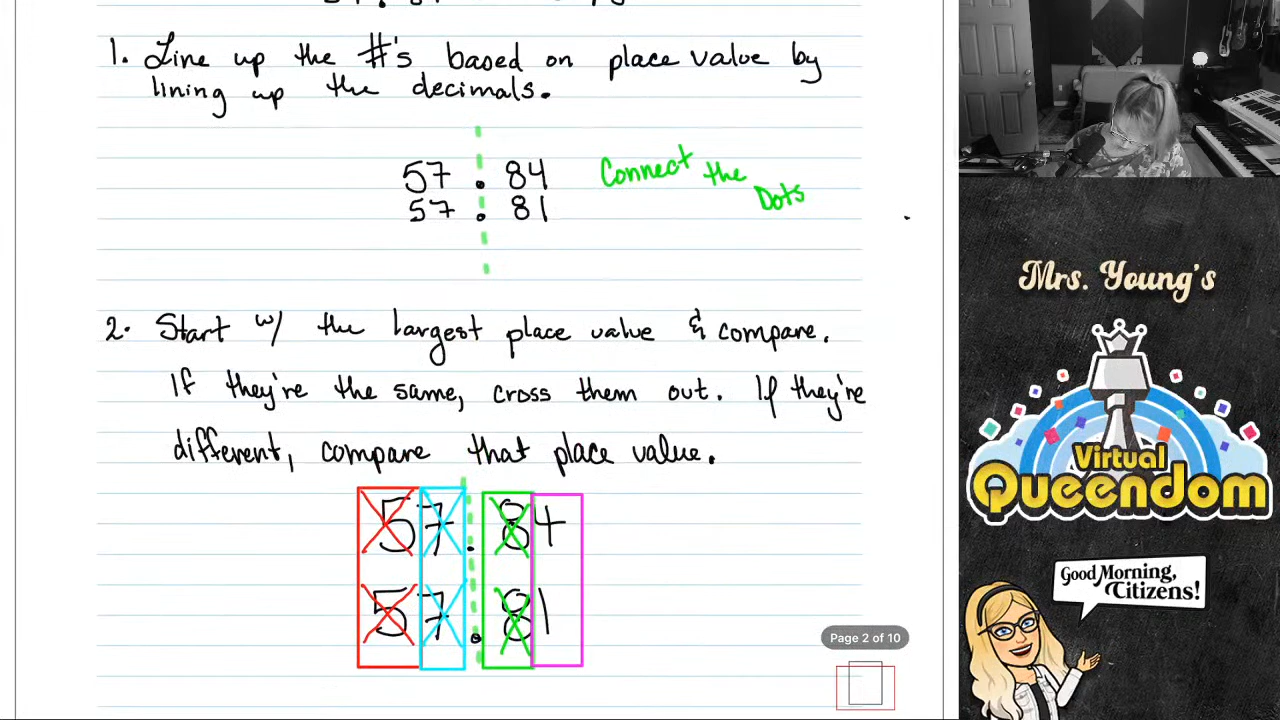 1. Line up the #'s based on place value by
lining up the decimals.
57.84
57.81
Connect the Dots
2. Start w/ the largest place value & compare.
If they're the same, cross them out. If they're
different, compare that place value.
57.84
57.81
Page 2 of 10
Mrs. Young's
Virtual
Queendom
Good Morning,
Citizens!